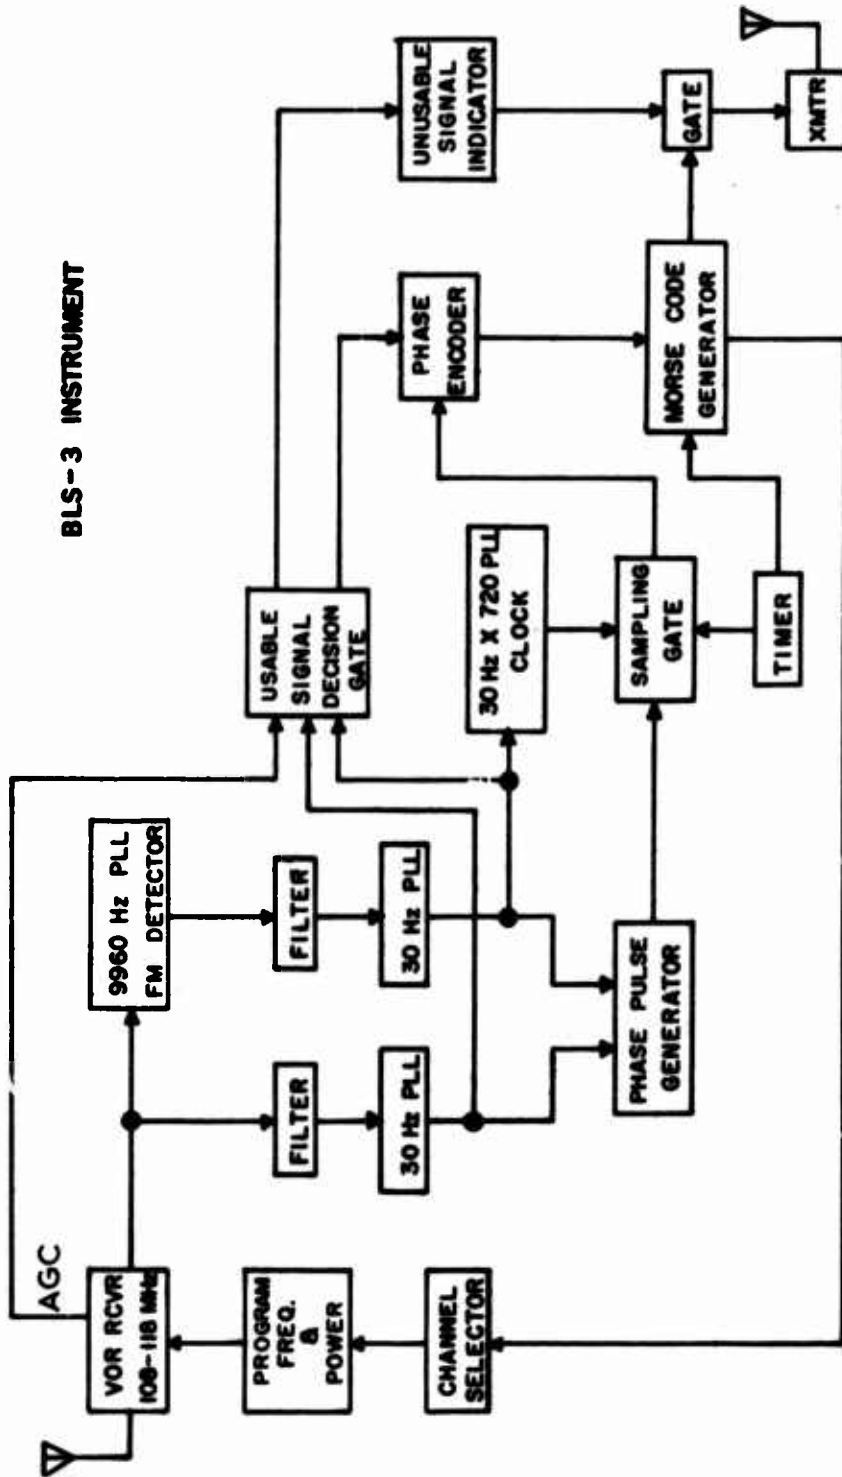 BLS-3 INSTRUMENT
AGC
VOR RCVR
108-118 MHz
9960 Hz PLL
FM DETECTOR
PROGRAM
FREQ.
&
POWER
FILTER
FILTER
USABLE
SIGNAL
DECISION
GATE
CHANNEL
SELECTOR
30 Hz PLL
30 Hz PLL
30 Hz X 720 PLL
CLOCK
PHASE
ENCODER
UNUSABLE
SIGNAL
INDICATOR
PHASE PULSE
GENERATOR
SAMPLING
GATE
MORSE CODE
GENERATOR
GATE
TIMER
XMTR